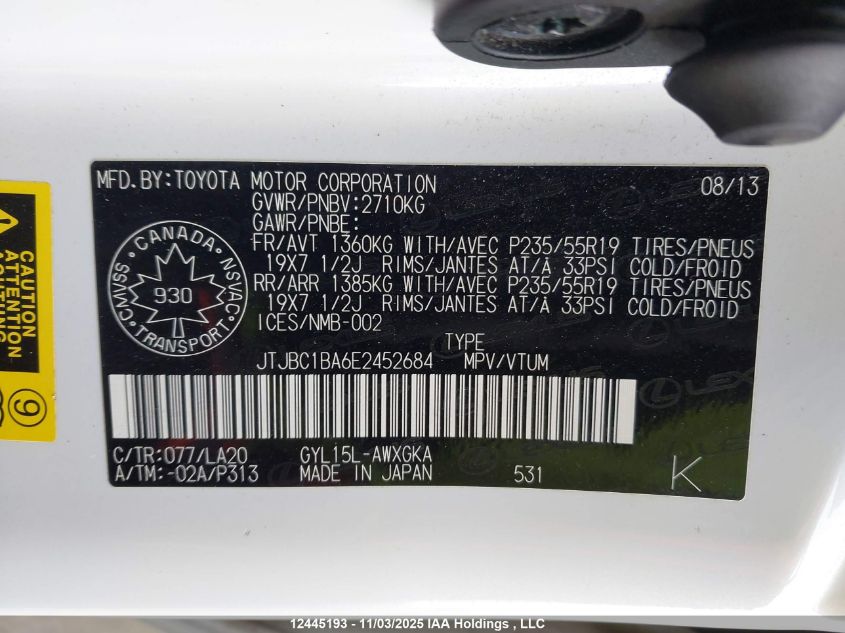 MFD.BY:TOYOTA MOTOR CORPORATION 08/13
GVWR/PNBV:2710KG
GAWR/PNBE:
FR/AVT 1360KG WITH/AVEC P235/55R19 TIRES/PNEUS
19X7 1/2J RIMS/JANTES AT/À 33PSI COLD/FROID
RR/ARR 1385KG WITH/AVEC P235/55R19 TIRES/PNEUS
19X7 1/2J RIMS/JANTES AT/À 33PSI COLD/FROID
ICES/NMB-002
CANADA
CMVSS 930 NSVAC
TRANSPORT
TYPE
JTJBC1BA6E2452684 MPV/VTUM
C/TR:077/LA20 GYL15L-AWXGKA
A/TM:-02A/P313 MADE IN JAPAN 531 K
CAUTION
ATTENTION
9
12445193 - 11/03/2025 IAA Holdings , LLC